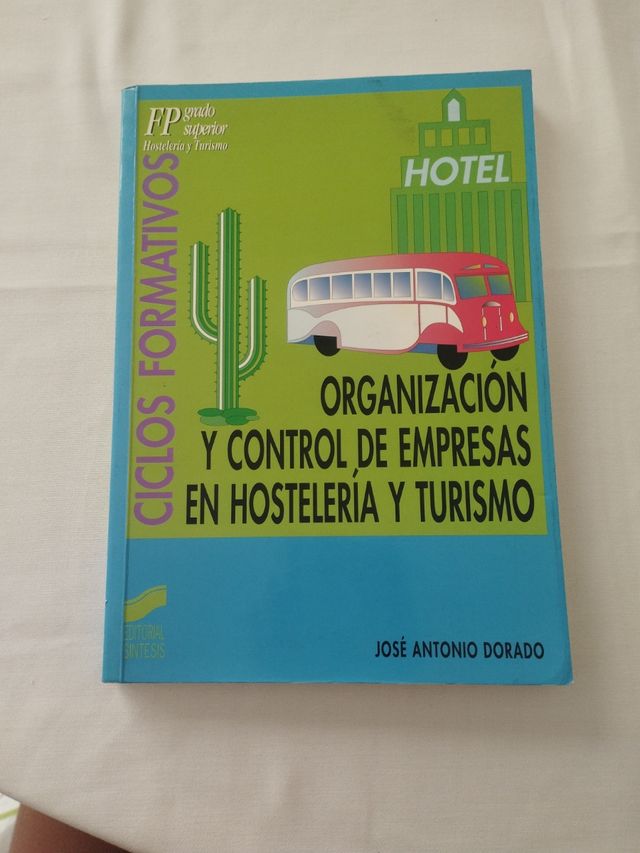 FP grado
superior
Hostelería y Turismo
CICLOS FORMATIVOS
HOTEL
ORGANIZACIÓN
Y CONTROL DE EMPRESAS
EN HOSTELERÍA Y TURISMO
EDITORIAL
SINTESIS
JOSÉ ANTONIO DORADO